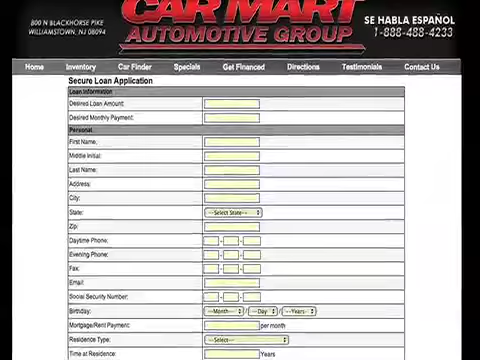 CAR MART
AUTOMOTIVE GROUP
800 N BLACKHORSE PIKE
WILLIAMSTOWN, NJ 08094
SE HABLA ESPAÑOL
1-888-488-4233
Home Inventory Car Finder Specials Get Financed Directions Testimonials Contact Us
Secure Loan Application
Loan Information
Desired Loan Amount:
Desired Monthly Payment:
Personal
First Name:
Middle Initial:
Last Name:
Address:
City:
State: --Select State--
Zip:
Daytime Phone: - -
Evening Phone: - -
Fax: - -
Email:
Social Security Number: - -
Birthday: --Month-- / --Day-- / --Years--
Mortgage/Rent Payment: per month
Residence Type: --Select--
Time at Residence: Years